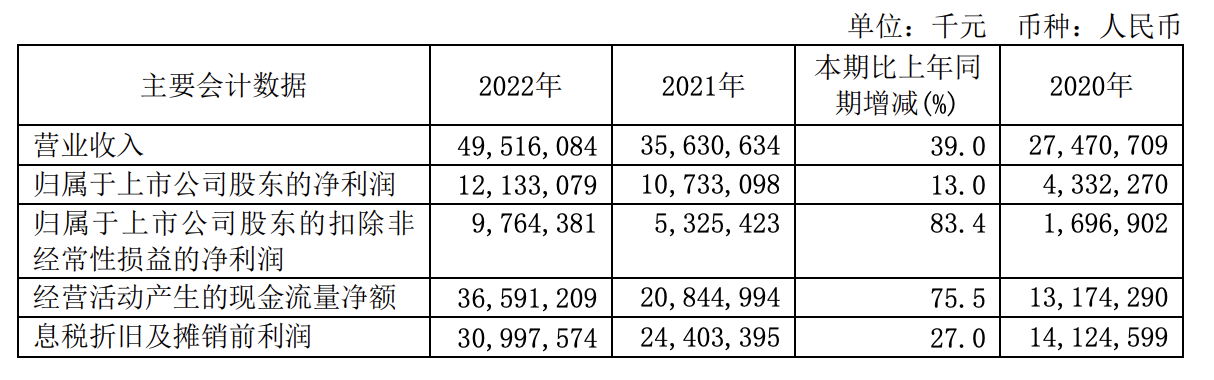 单位：千元 币种：人民币
主要会计数据 2022年 2021年 本期比上年同期增减(%) 2020年
营业收入 49,516,084 35,630,634 39.0 27,470,709
归属于上市公司股东的净利润 12,133,079 10,733,098 13.0 4,332,270
归属于上市公司股东的扣除非经常性损益的净利润 9,764,381 5,325,423 83.4 1,696,902
经营活动产生的现金流量净额 36,591,209 20,844,994 75.5 13,174,290
息税折旧及摊销前利润 30,997,574 24,403,395 27.0 14,124,599